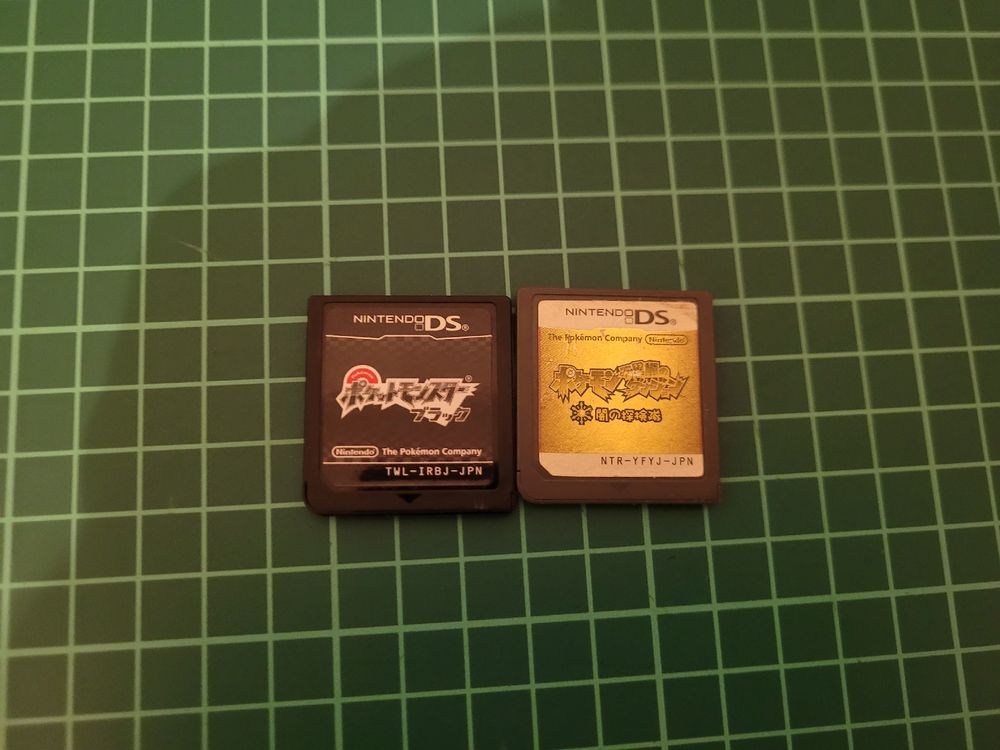 NINTENDO DS®
Pokémon
ポケットモンスター®
ブラック
Nintendo The Pokémon Company
TWL-IRBJ-JPN
NINTENDO DS®
The Pokémon Company Nintendo
ポケモン不思議の
ダンジョン
闇の探検隊
NTR-YFYJ-JPN